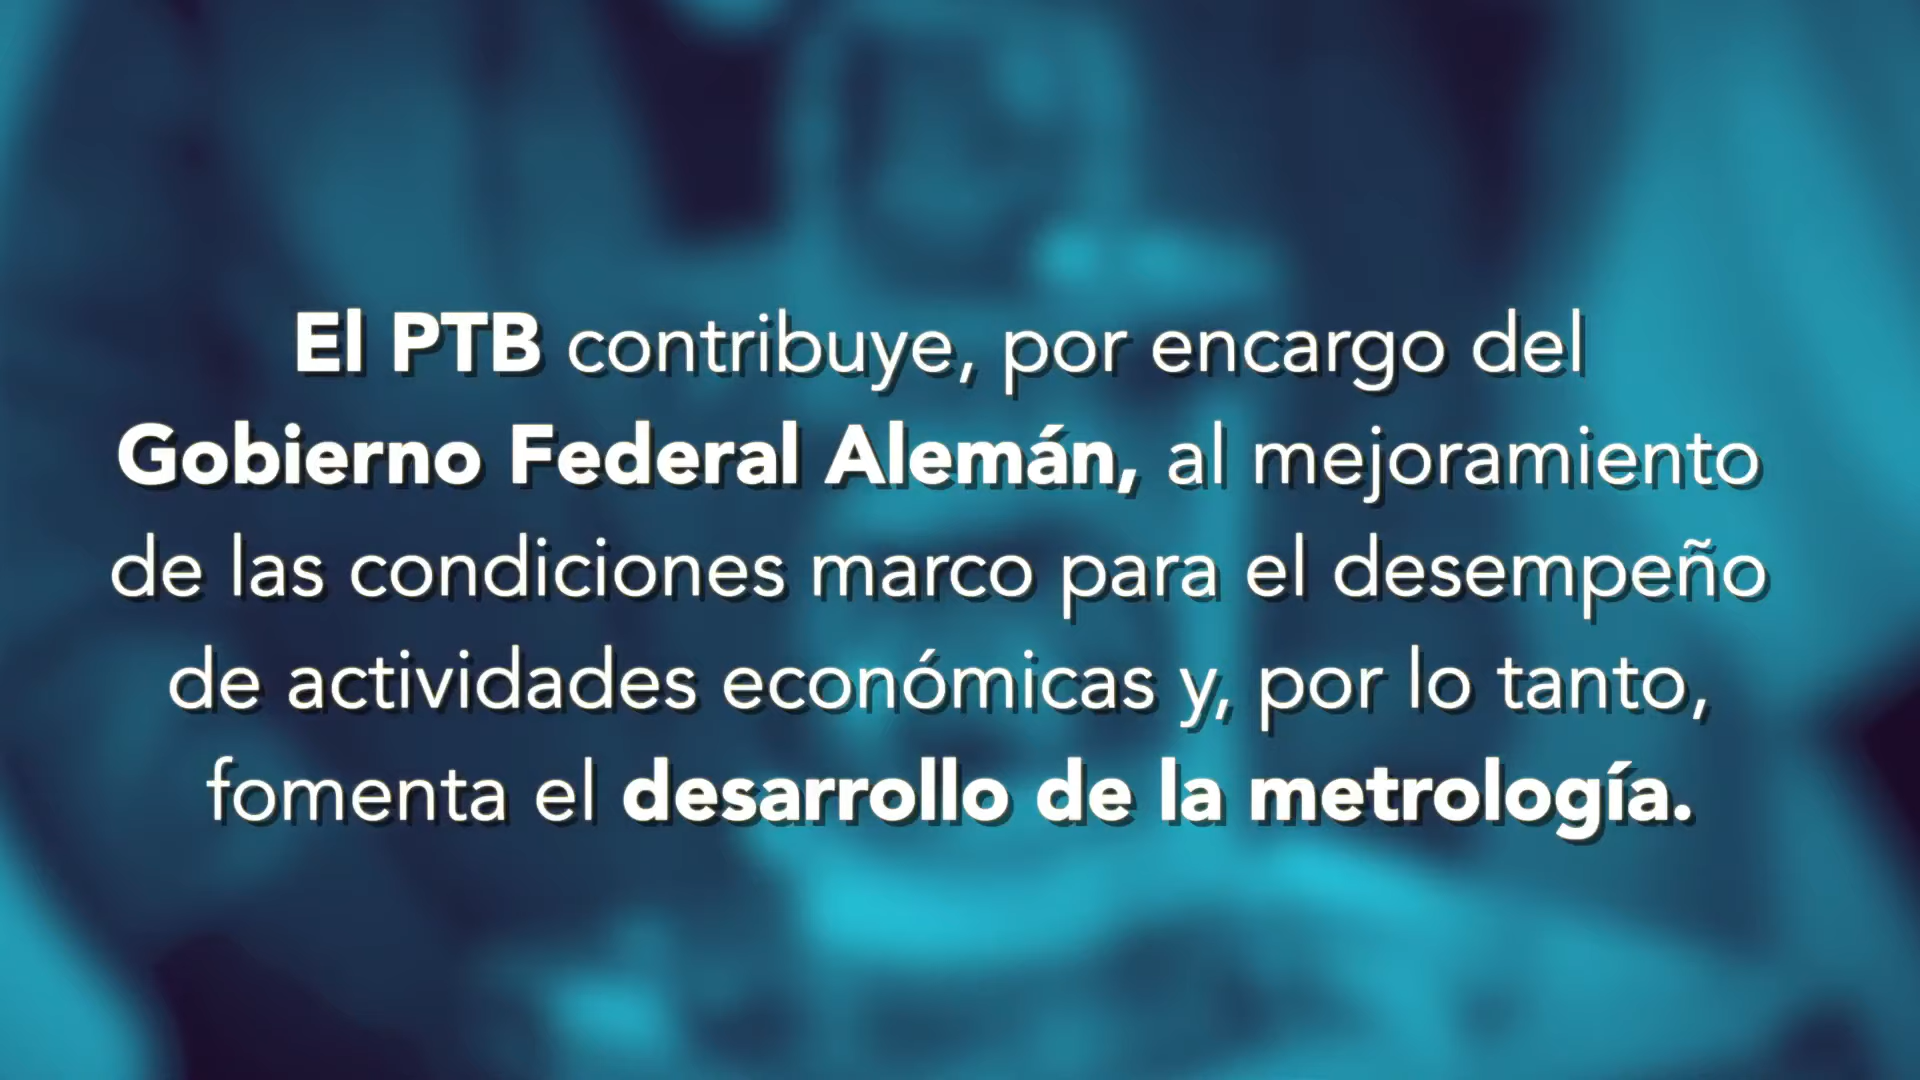 El PTB contribuye, por encargo del
Gobierno Federal Alemán, al mejoramiento
de las condiciones marco para el desempeño
de actividades económicas y, por lo tanto,
fomenta el desarrollo de la metrología.